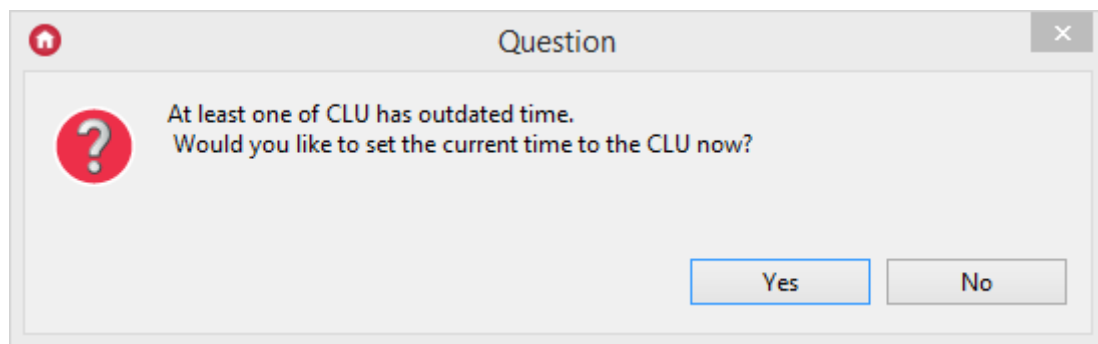 Question
At least one of CLU has outdated time.
Would you like to set the current time to the CLU now?
Yes No